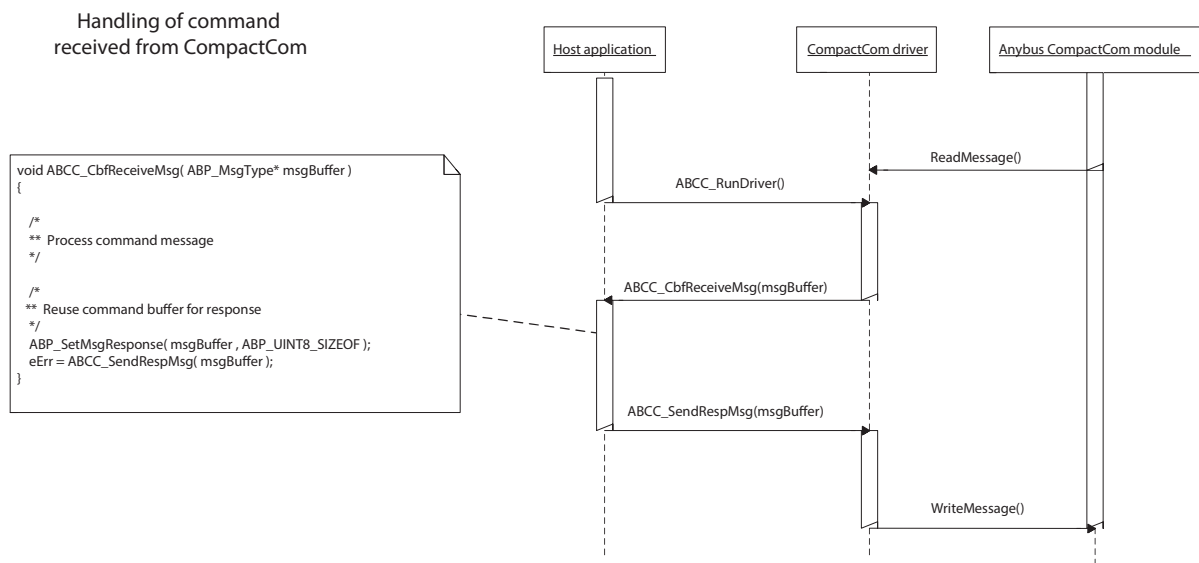 Handling of command
received from CompactCom
Host application
CompactCom driver
Anybus CompactCom module
ReadMessage()
ABCC_RunDriver()
void ABCC_CbfReceiveMsg( ABP_MsgType* msgBuffer )
{
/*
** Process command message
*/
/*
** Reuse command buffer for response
*/
ABP_SetMsgResponse( msgBuffer , ABP_UINT8_SIZEOF );
eErr = ABCC_SendRespMsg( msgBuffer );
}
ABCC_CbfReceiveMsg(msgBuffer)
ABCC_SendRespMsg(msgBuffer)
WriteMessage()